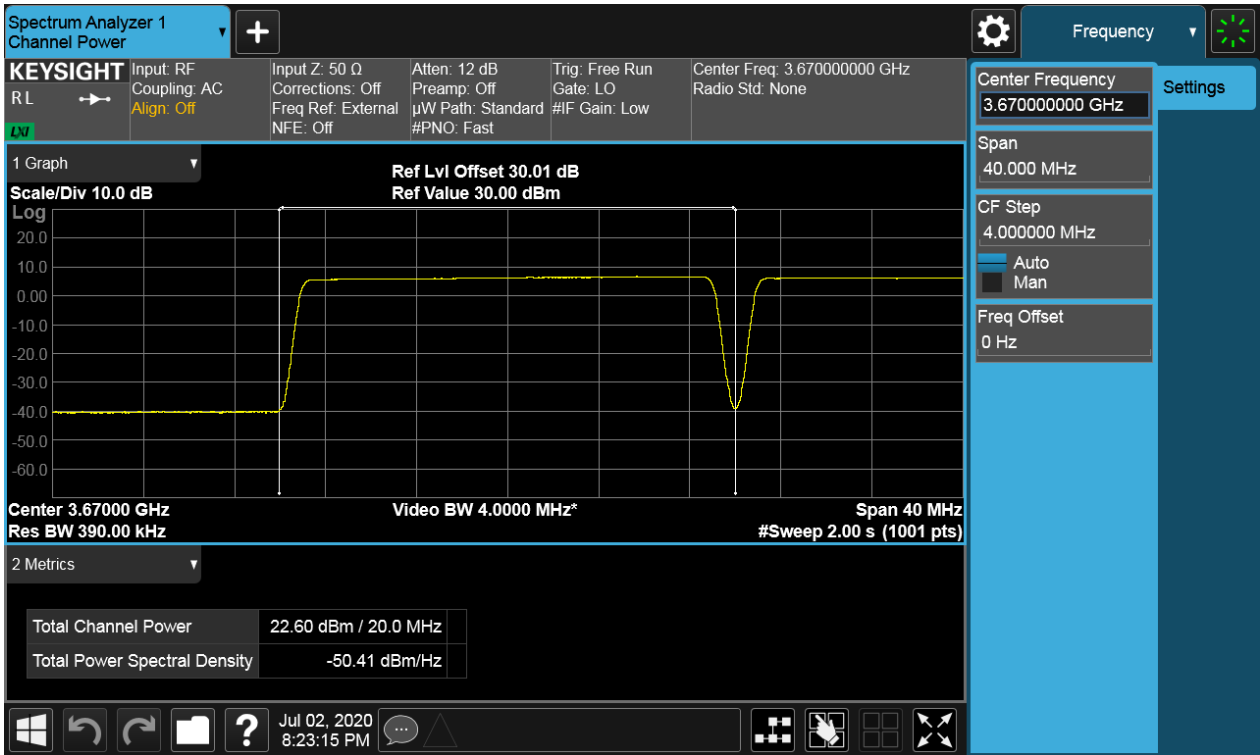 Spectrum Analyzer 1
Channel Power
Frequency
KEYSIGHT
RL
LXI
Input: RF
Coupling: AC
Align: Off
Input Z: 50 Ω
Corrections: Off
Freq Ref: External
NFE: Off
Atten: 12 dB
Preamp: Off
µW Path: Standard
#PNO: Fast
Trig: Free Run
Gate: LO
#IF Gain: Low
Center Freq: 3.670000000 GHz
Radio Std: None
Center Frequency
3.670000000 GHz
Settings
Span
40.000 MHz
CF Step
4.000000 MHz
Auto
Man
Freq Offset
0 Hz
1 Graph
Scale/Div 10.0 dB
Ref Lvl Offset 30.01 dB
Ref Value 30.00 dBm
Log
20.0
10.0
0.00
-10.0
-20.0
-30.0
-40.0
-50.0
-60.0
Center 3.67000 GHz
Video BW 4.0000 MHz*
Span 40 MHz
Res BW 390.00 kHz
#Sweep 2.00 s (1001 pts)
2 Metrics
Total Channel Power 22.60 dBm / 20.0 MHz
Total Power Spectral Density -50.41 dBm/Hz
?
Jul 02, 2020
8:23:15 PM